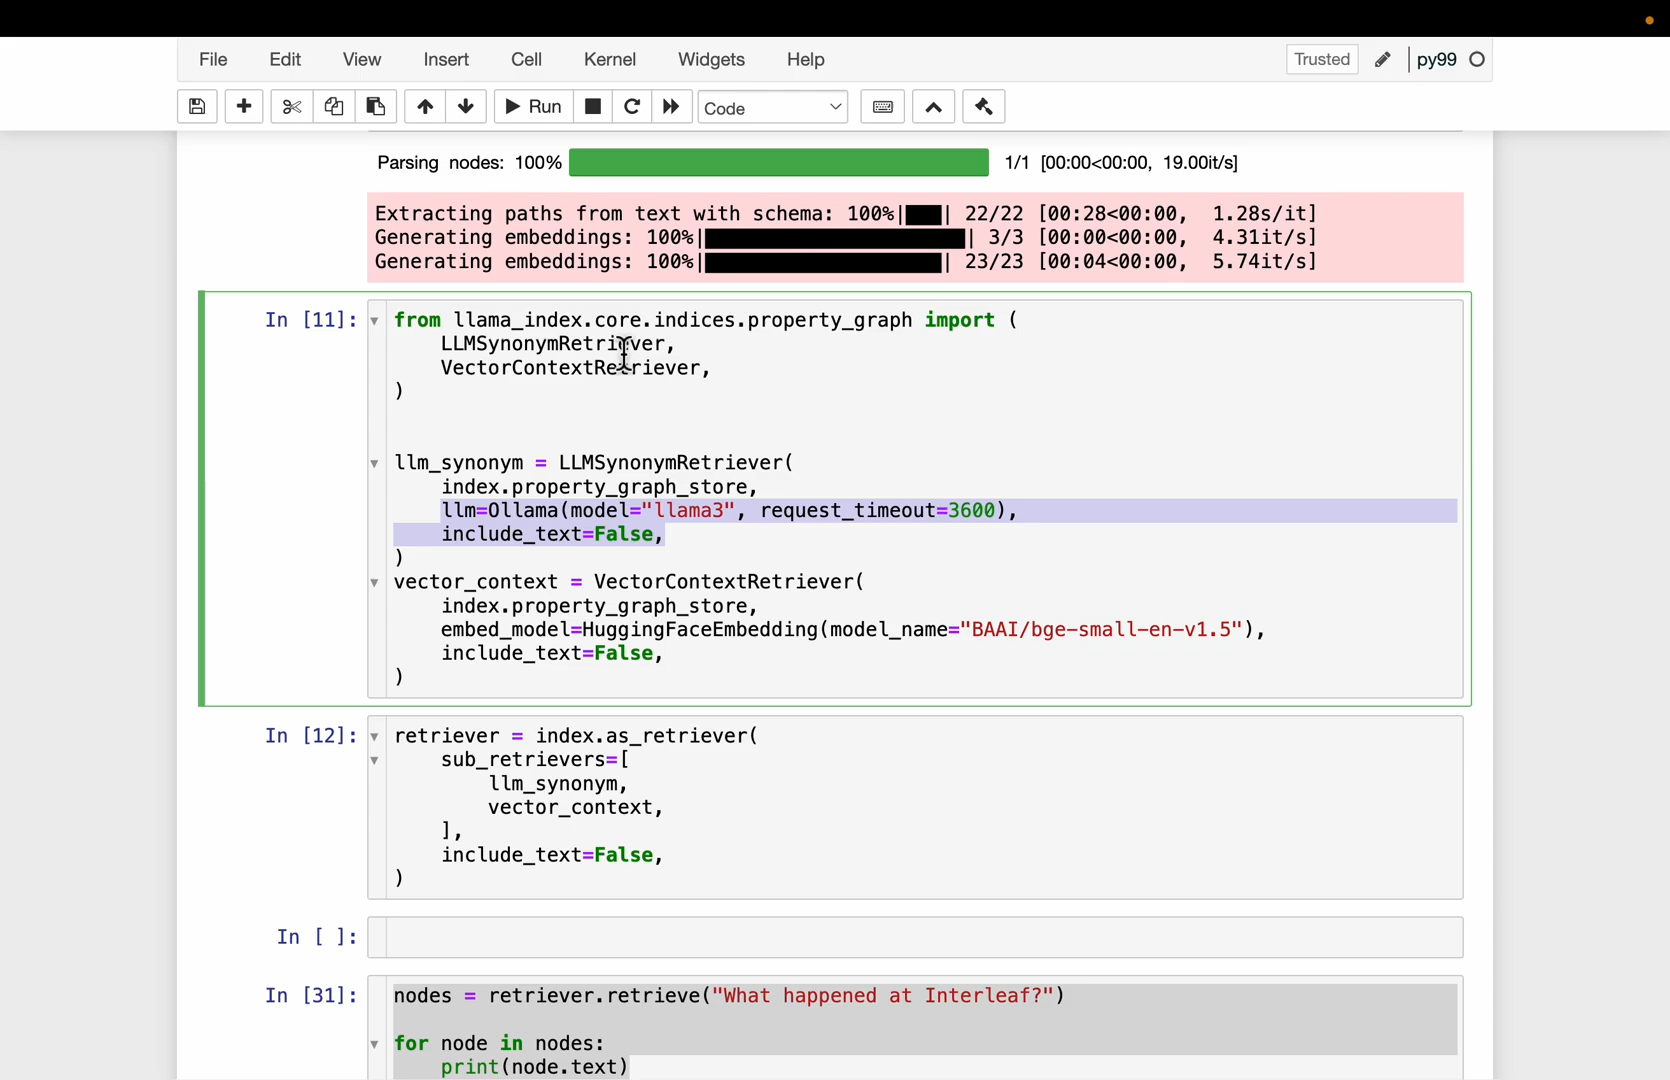 File Edit View Insert Cell Kernel Widgets Help Trusted py99
Run Code
Parsing nodes: 100% 1/1 [00:00<00:00, 19.00it/s]
Extracting paths from text with schema: 100%| | 22/22 [00:28<00:00, 1.28s/it]
Generating embeddings: 100%| | 3/3 [00:00<00:00, 4.31it/s]
Generating embeddings: 100%| | 23/23 [00:04<00:00, 5.74it/s]
In [11]: from llama_index.core.indices.property_graph import (
LLMSynonymRetriever,
VectorContextRetriever,
)
llm_synonym = LLMSynonymRetriever(
index.property_graph_store,
llm=Ollama(model="llama3", request_timeout=3600),
include_text=False,
)
vector_context = VectorContextRetriever(
index.property_graph_store,
embed_model=HuggingFaceEmbedding(model_name="BAAI/bge-small-en-v1.5"),
include_text=False,
)
In [12]: retriever = index.as_retriever(
sub_retrievers=[
llm_synonym,
vector_context,
],
include_text=False,
)
In [ ]:
In [31]: nodes = retriever.retrieve("What happened at Interleaf?")
for node in nodes:
print(node.text)